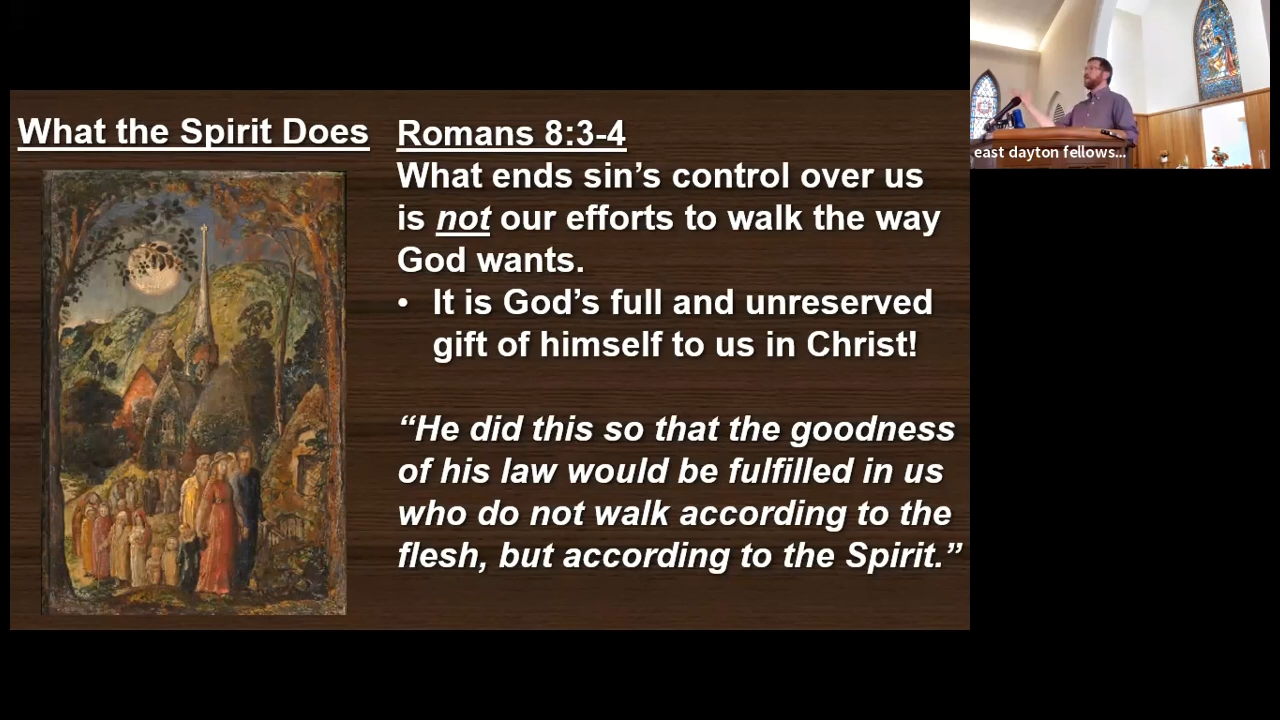 What the Spirit Does
Romans 8:3-4
What ends sin’s control over us
is not our efforts to walk the way
God wants.
• It is God’s full and unreserved
gift of himself to us in Christ!
“He did this so that the goodness
of his law would be fulfilled in us
who do not walk according to the
flesh, but according to the Spirit.”
east dayton fellows...